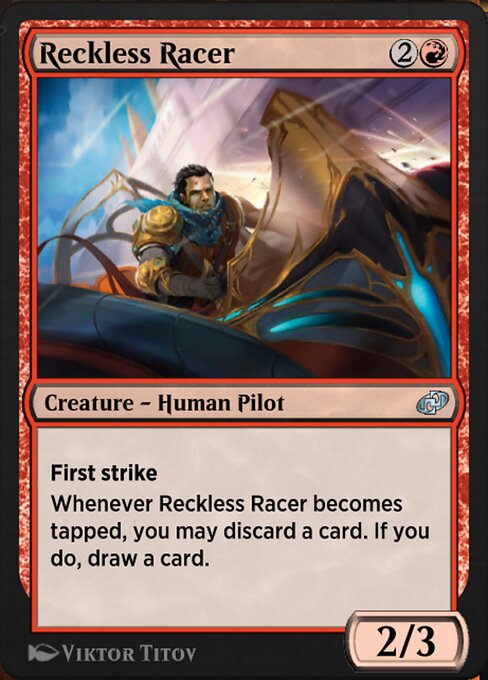 Reckless Racer 2
Creature – Human Pilot
First strike
Whenever Reckless Racer becomes
tapped, you may discard a card. If you
do, draw a card.
2/3
Viktor Titov